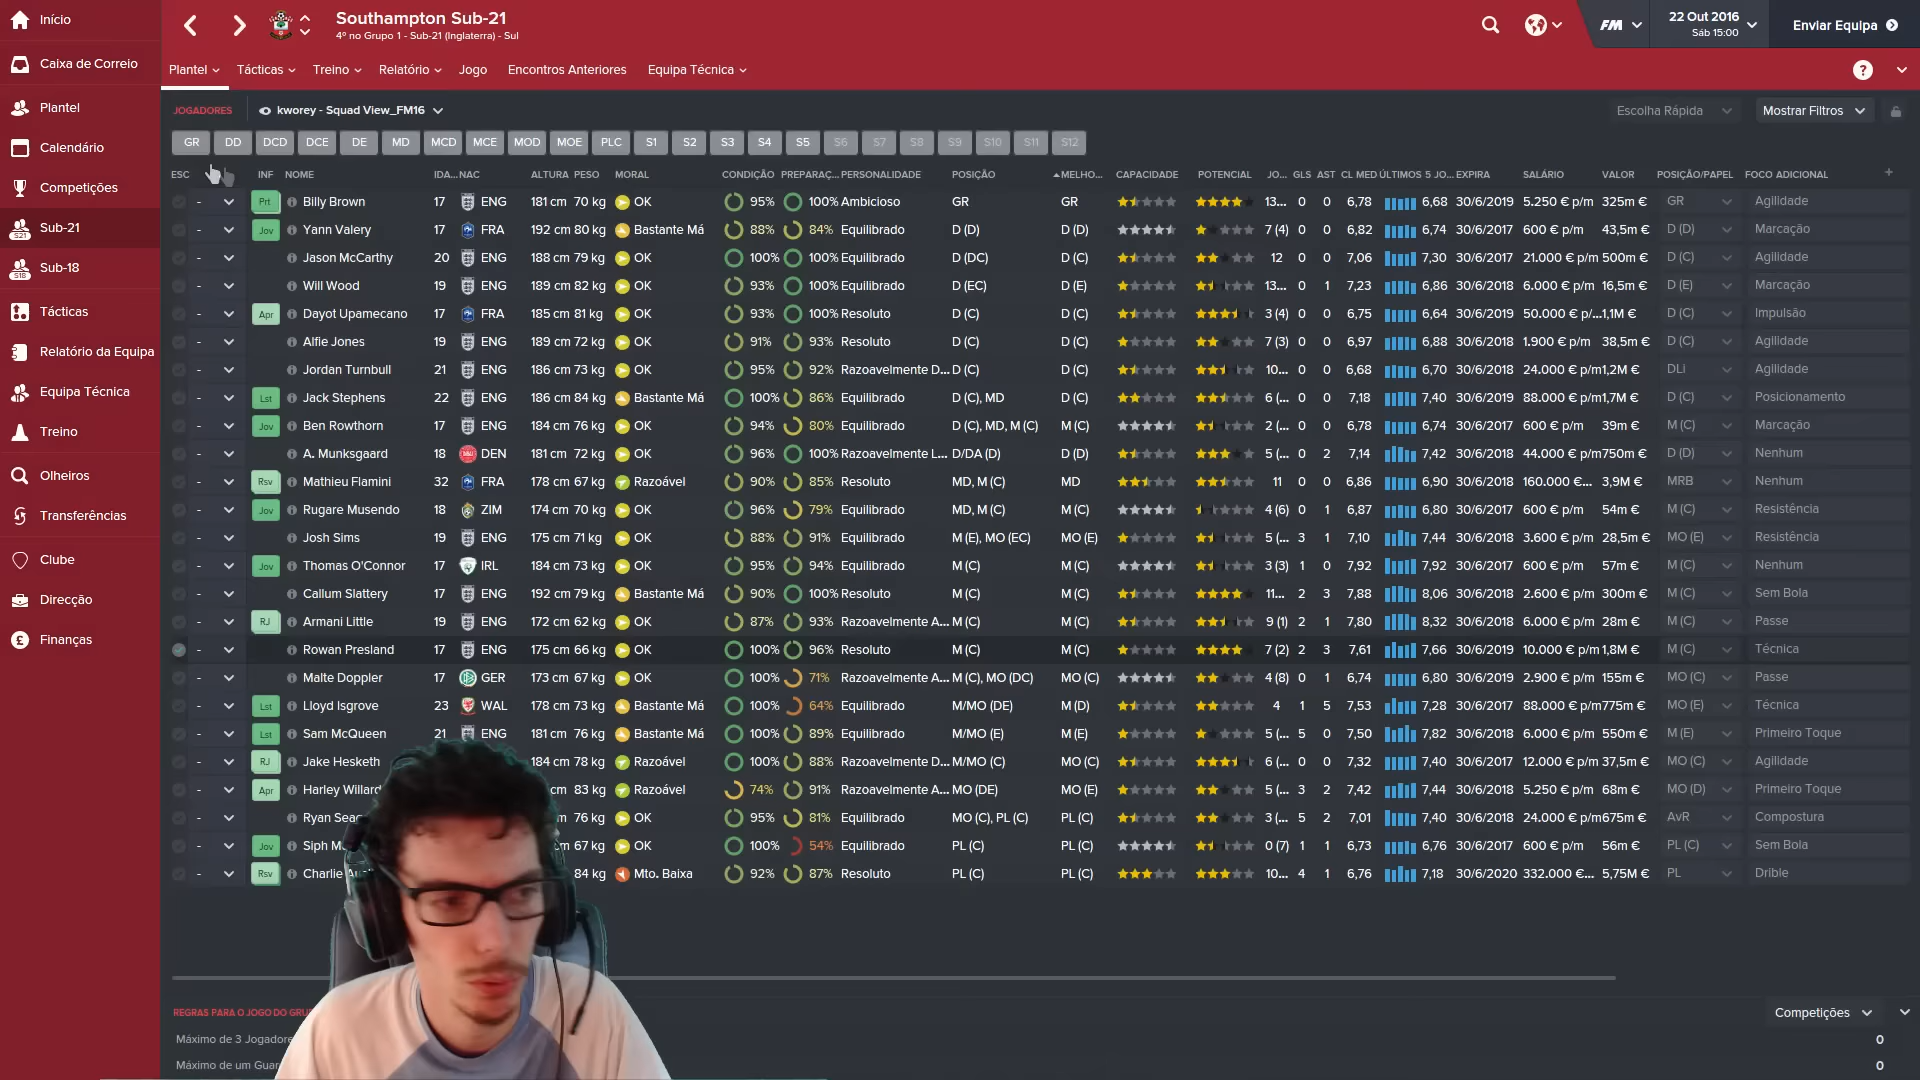 Início
Caixa de Correio
Plantel
Calendário
Competições
Sub-21
Sub-18
Tácticas
Relatório da Equipa
Equipa Técnica
Treino
Olheiros
Transferências
Clube
Direcção
Finanças
Southampton Sub-21
4º no Grupo 1 - Sub-21 (Inglaterra) - Sul
FM
22 Out 2016
Sáb 15:00
Enviar Equipa
Plantel Tácticas Treino Relatório Jogo Encontros Anteriores Equipa Técnica
JOGADORES kworey - Squad View_FM16 Escolha Rápida Mostrar Filtros
GR DD DCD DCE DE MD MCD MCE MOD MOE PLC S1 S2 S3 S4 S5 S6 S7 S8 S9 S10 S11 S12
ESC INF NOME IDA... NAC ALTURA PESO MORAL CONDIÇÃO PREPARAÇ... PERSONALIDADE POSIÇÃO MELHO... CAPACIDADE POTENCIAL JO... GLS AST CL MED ÚLTIMOS 5 JO... EXPIRA SALÁRIO VALOR POSIÇÃO/PAPEL FOCO ADICIONAL +
- Prt Billy Brown 17 ENG 181 cm 70 kg OK 95% 100% Ambicioso GR GR 13... 0 0 6,78 6,68 30/6/2019 5.250 € p/m 325m € GR Agilidade
- Jov Yann Valery 17 FRA 192 cm 80 kg Bastante Má 88% 84% Equilibrado D (D) D (D) 7 (4) 0 0 6,82 6,74 30/6/2017 600 € p/m 43,5m € D (D) Marcação
- Jason McCarthy 20 ENG 188 cm 79 kg OK 100% 100% Equilibrado D (DC) D (C) 12 0 0 7,06 7,30 30/6/2017 21.000 € p/m 500m € D (C) Agilidade
- Will Wood 19 ENG 189 cm 82 kg OK 93% 100% Equilibrado D (EC) D (E) 13... 0 1 7,23 6,86 30/6/2018 6.000 € p/m 16,5m € D (E) Marcação
- Apr Dayot Upamecano 17 FRA 185 cm 81 kg OK 93% 100% Resoluto D (C) D (C) 3 (4) 0 0 6,75 6,64 30/6/2019 50.000 € p/... 1,1M € D (C) Impulsão
- Alfie Jones 19 ENG 189 cm 72 kg OK 91% 93% Resoluto D (C) D (C) 7 (3) 0 0 6,97 6,88 30/6/2018 1.900 € p/m 38,5m € D (C) Agilidade
- Jordan Turnbull 21 ENG 186 cm 73 kg OK 95% 92% Razoavelmente D... D (C) D (C) 10... 0 0 6,68 6,70 30/6/2018 24.000 € p/m 1,2M € DLi Agilidade
- Lst Jack Stephens 22 ENG 186 cm 84 kg Bastante Má 100% 86% Equilibrado D (C), MD D (C) 6 (... 0 0 7,18 7,40 30/6/2019 88.000 € p/m 1,7M € D (C) Posicionamento
- Jov Ben Rowthorn 17 ENG 184 cm 76 kg OK 94% 80% Equilibrado D (C), MD, M (C) M (C) 2 (... 0 0 6,78 6,74 30/6/2017 600 € p/m 39m € M (C) Marcação
- A. Munksgaard 18 DEN 181 cm 72 kg OK 96% 100% Razoavelmente L... D/DA (D) D (D) 5 (... 0 2 7,14 7,42 30/6/2018 44.000 € p/m 750m € D (D) Nenhum
- Rsv Mathieu Flamini 32 FRA 178 cm 67 kg Razoável 90% 85% Resoluto MD, M (C) MD 11 0 0 6,86 6,90 30/6/2018 160.000 €... 3,9M € MRB Nenhum
- Jov Rugare Musendo 18 ZIM 174 cm 70 kg OK 96% 79% Equilibrado MD, M (C) M (C) 4 (6) 0 1 6,87 6,80 30/6/2017 600 € p/m 54m € M (C) Resistência
- Josh Sims 19 ENG 175 cm 71 kg OK 88% 91% Equilibrado M (E), MO (EC) MO (E) 5 (... 3 1 7,10 7,44 30/6/2018 3.600 € p/m 28,5m € MO (E) Resistência
- Jov Thomas O'Connor 17 IRL 184 cm 73 kg OK 95% 94% Equilibrado M (C) M (C) 3 (3) 1 0 7,92 7,92 30/6/2017 600 € p/m 57m € M (C) Nenhum
- Callum Slattery 17 ENG 192 cm 79 kg Bastante Má 90% 100% Resoluto M (C) M (C) 11... 2 3 7,88 8,06 30/6/2018 2.600 € p/m 300m € M (C) Sem Bola
- RJ Armani Little 19 ENG 172 cm 62 kg OK 87% 93% Razoavelmente A... M (C) M (C) 9 (1) 2 1 7,80 8,32 30/6/2018 6.000 € p/m 28m € M (C) Passe
- Rowan Presland 17 ENG 175 cm 66 kg OK 100% 96% Resoluto M (C) M (C) 7 (2) 2 3 7,61 7,66 30/6/2019 10.000 € p/m 1,8M € M (C) Técnica
- Malte Doppler 17 GER 173 cm 67 kg OK 100% 71% Razoavelmente A... M (C), MO (DC) MO (C) 4 (8) 0 1 6,74 6,80 30/6/2019 2.900 € p/m 155m € MO (C) Passe
- Lst Lloyd Isgrove 23 WAL 178 cm 73 kg Bastante Má 100% 64% Equilibrado M/MO (DE) M (D) 4 1 5 7,53 7,28 30/6/2017 88.000 € p/m 775m € MO (E) Técnica
- Lst Sam McQueen 21 ENG 181 cm 76 kg Bastante Má 100% 89% Equilibrado M/MO (E) M (E) 5 (... 5 0 7,50 7,82 30/6/2018 6.000 € p/m 550m € M (E) Primeiro Toque
- RJ Jake Hesketh 184 cm 78 kg Razoável 100% 88% Razoavelmente D... M/MO (C) MO (C) 6 (... 0 0 7,32 7,40 30/6/2017 12.000 € p/m 37,5m € MO (C) Agilidade
- Apr Harley Willard cm 83 kg Razoável 74% 91% Razoavelmente A... MO (DE) MO (E) 5 (... 3 2 7,42 7,44 30/6/2018 5.250 € p/m 68m € MO (D) Primeiro Toque
- Ryan 76 kg OK 95% 81% Equilibrado MO (C), PL (C) PL (C) 3 (... 5 2 7,01 7,40 30/6/2018 24.000 € p/m 675m € AvR Compostura
- Jov Siph 67 kg OK 100% 54% Equilibrado PL (C) PL (C) 0 (7) 1 1 6,73 6,76 30/6/2017 600 € p/m 56m € PL (C) Sem Bola
- Rsv Charlie 84 kg Mto. Baixa 92% 87% Resoluto PL (C) PL (C) 10... 4 1 6,76 7,18 30/6/2020 332.000 €... 5,75M € PL Drible
REGRAS PARA O JOGO DO Competições
Máximo de 3 0
Máximo de um 0